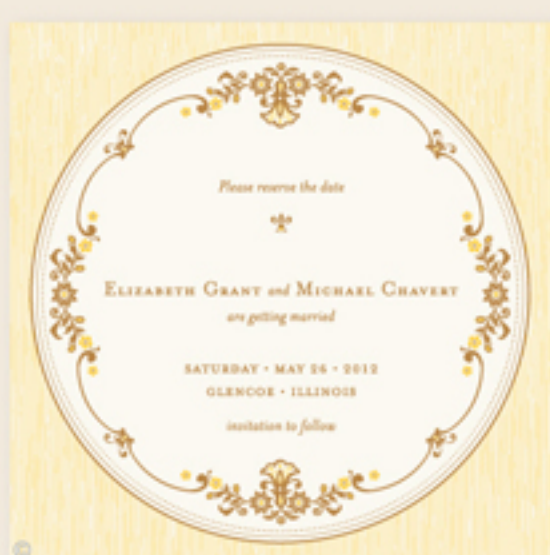 Please reserve the date
Elizabeth Grant and Michael Chavert
are getting married
SATURDAY • MAY 26 • 2012
GLENCOE • ILLINOIS
invitation to follow